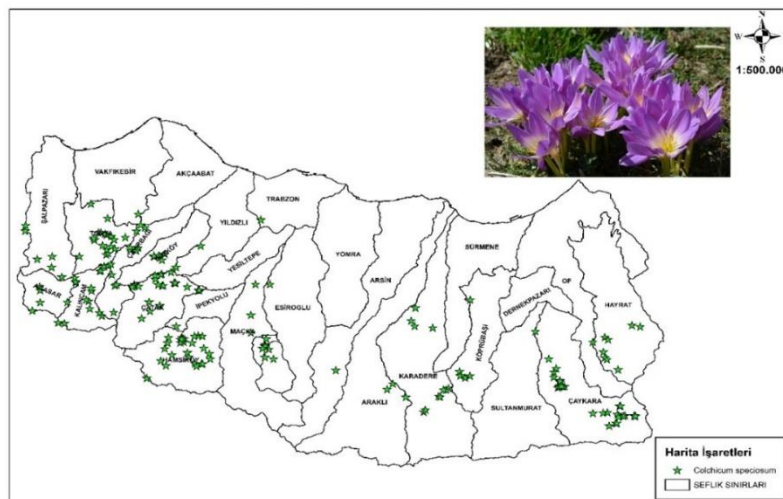 N
W
S
1:500.000
VAKFIKEBİR
AKÇAABAT
ŞALPAZARI
TRABZON
YILDIZLI
YOMRA
SÜRMENE
YEŞİLTEPE
ARSİN
OF
HAYRAT
DERNEKPAZARI
İPEKYOLU
ESİROĞLU
MAÇKA
KÖPRÜBAŞI
KARADERE
ARAKLI
SULTANMURAT
ÇAYKARA
Harita İşaretleri
Colchicum speciosum
ŞEFLİK SINIRLARI